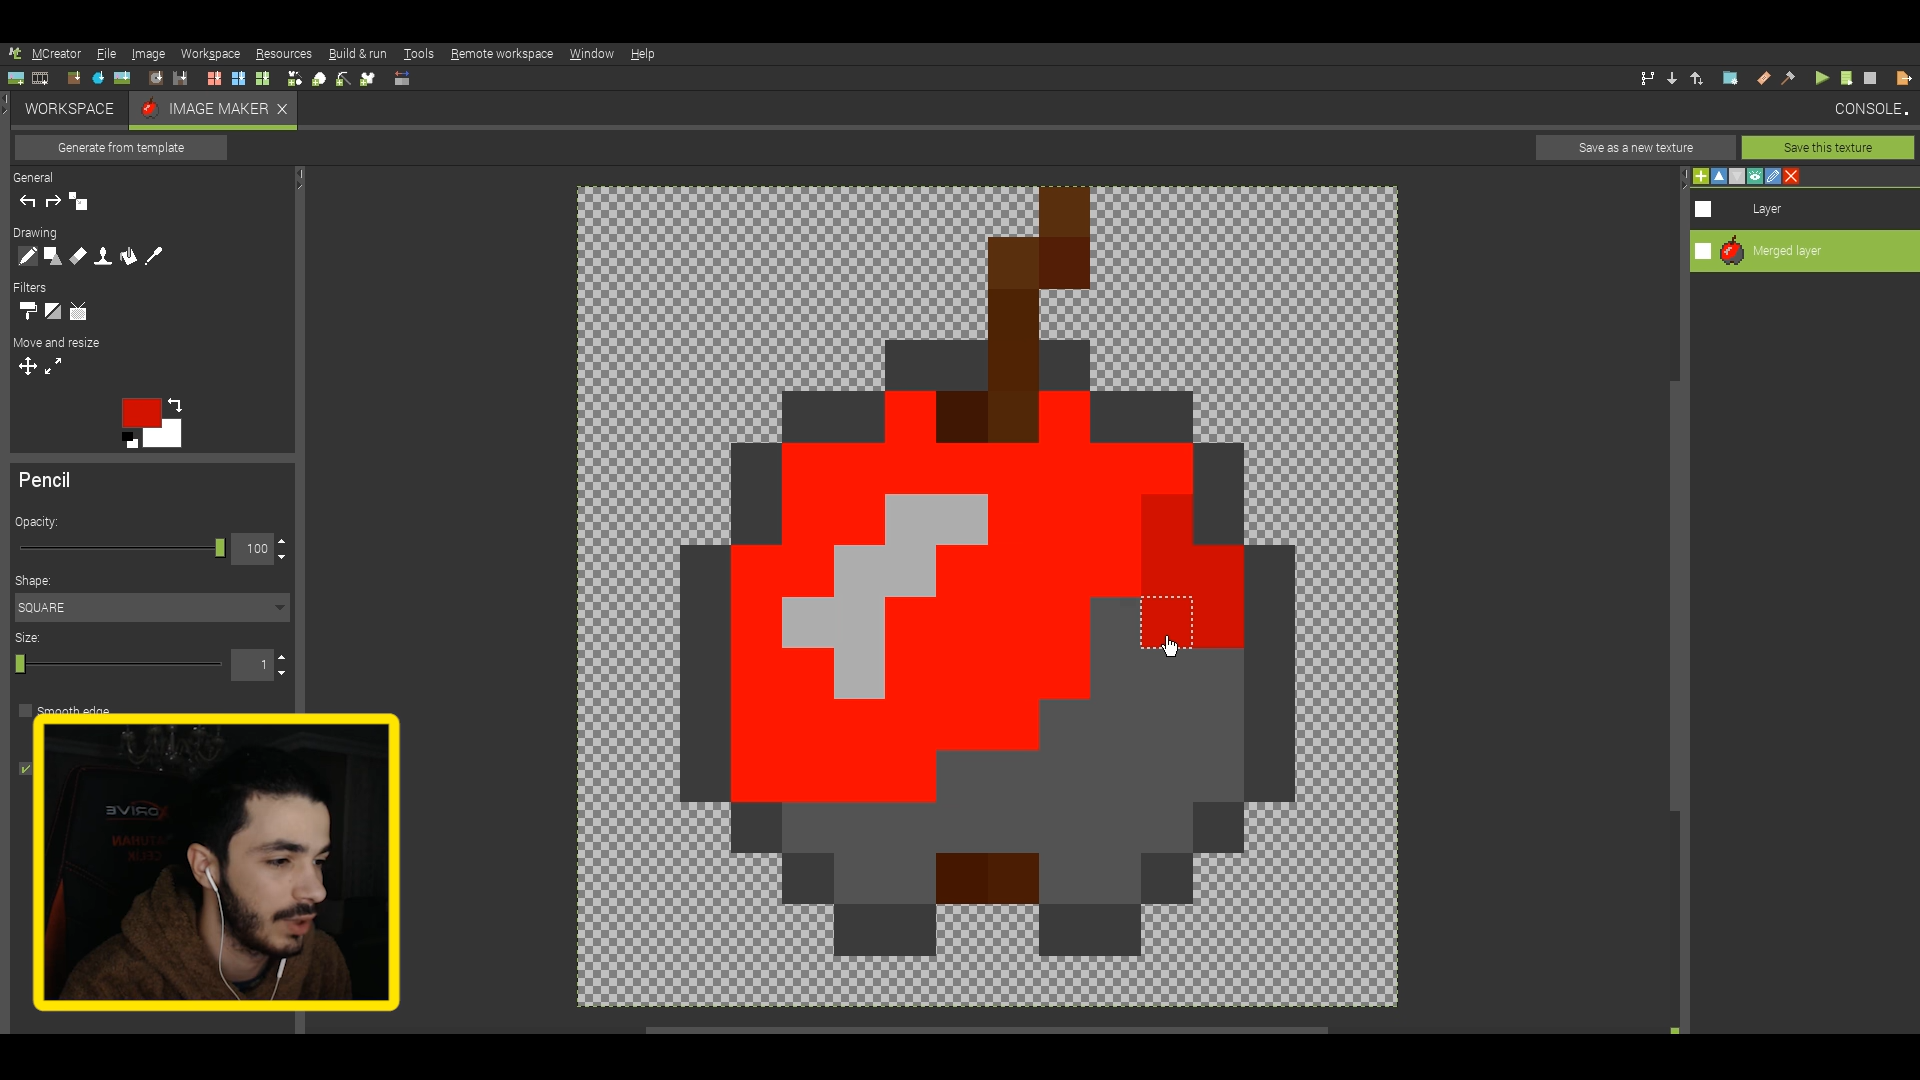 MCreator File Image Workspace Resources Build & run Tools Remote workspace Window Help
WORKSPACE IMAGE MAKER CONSOLE
Generate from template Save as a new texture Save this texture
General
Drawing
Filters
Move and resize
Pencil
Opacity:
100
Shape:
SQUARE
Size:
1
Smooth edge
Layer
Merged layer